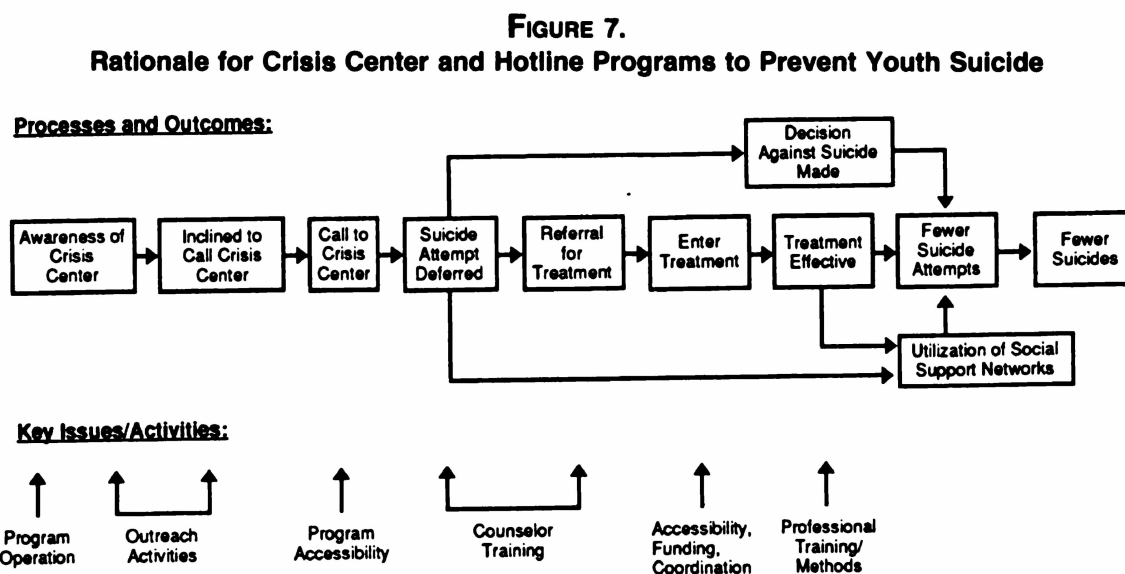 FIGURE 7.
Rationale for Crisis Center and Hotline Programs to Prevent Youth Suicide
Processes and Outcomes:
Decision
Against Suicide
Made
Awareness of
Crisis
Center
Inclined to
Call Crisis
Center
Call to
Crisis
Center
Suicide
Attempt
Deferred
Referral
for
Treatment
Enter
Treatment
Treatment
Effective
Fewer
Suicide
Attempts
Fewer
Suicides
Utilization of Social
Support Networks
Key Issues/Activities:
Program
Operation
Outreach
Activities
Program
Accessibility
Counselor
Training
Accessibility,
Funding,
Coordination
Professional
Training/
Methods